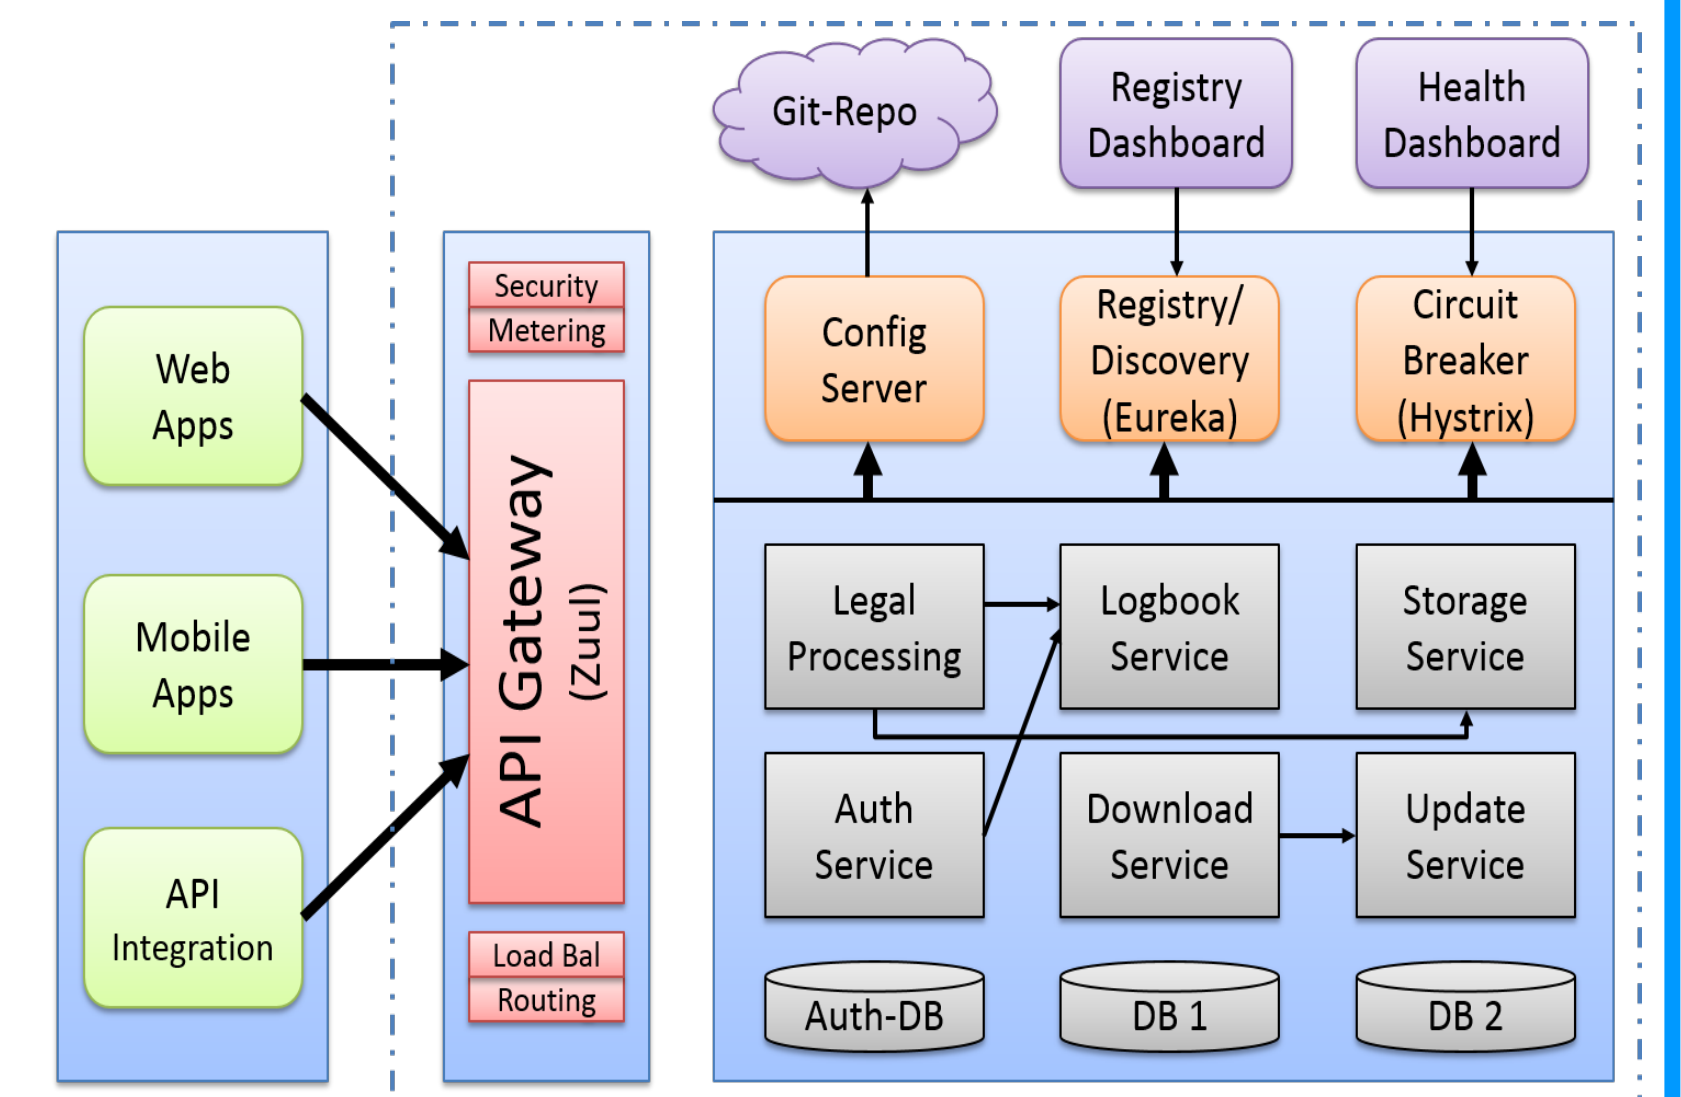 Git-Repo
Registry
Dashboard
Health
Dashboard
Web
Apps
Mobile
Apps
API
Integration
Security
Metering
API Gateway
(Zuul)
Load Bal
Routing
Config
Server
Registry/
Discovery
(Eureka)
Circuit
Breaker
(Hystrix)
Legal
Processing
Logbook
Service
Storage
Service
Auth
Service
Download
Service
Update
Service
Auth-DB
DB 1
DB 2